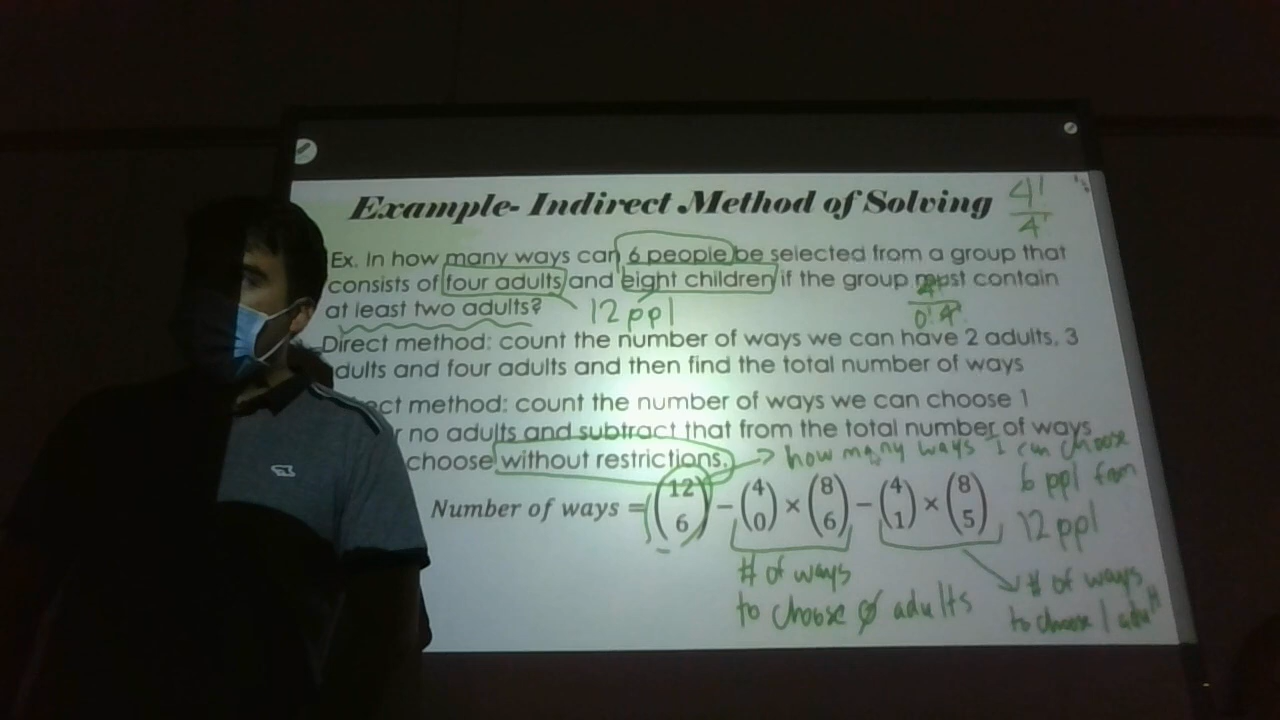 Example- Indirect Method of Solving
4!
4!
Ex. In how many ways can 6 people be selected from a group that
consists of four adults and eight children if the group must contain
at least two adults?
12 ppl
0! 4!
Direct method: count the number of ways we can have 2 adults, 3
dults and four adults and then find the total number of ways
ect method: count the number of ways we can choose 1
r no adults and subtract that from the total number of ways
choose without restrictions.
→ how many ways I can choose
6 ppl from
12 ppl
Number of ways = (12 6) − (4 0) × (8 6) − (4 1) × (8 5)
# of ways
to choose Ø adults
# of ways
to choose 1 adult